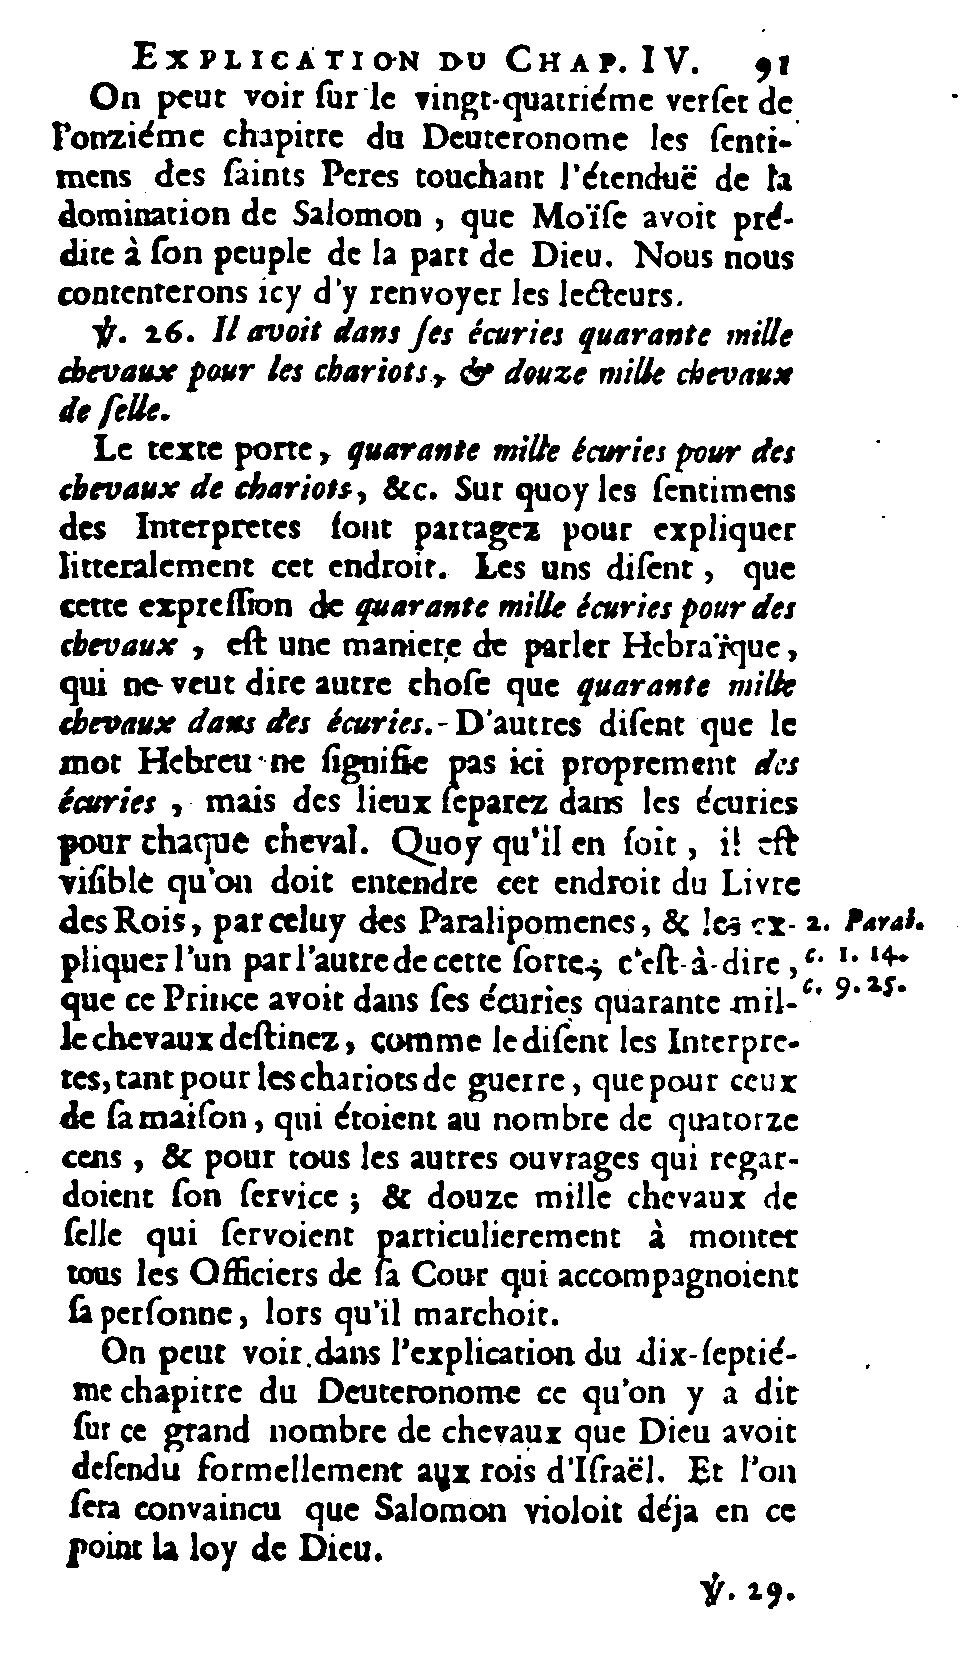 EXPLICATION DU CHAP. IV. 91
On peut voir ſur le vingt-quatriéme verſet de
l'onziéme chapitre du Deuteronome les ſenti-
mens des ſaints Peres touchant l'étenduë de la
domination de Salomon, que Moïſe avoit pré-
dite à ſon peuple de la part de Dieu. Nous nous
contenterons icy d'y renvoyer les lecteurs.
℣. 26. Il avoit dans ſes écuries quarante mille
chevaux pour les chariots, & douze mille chevaux
de ſelle.
Le texte porte, quarante mille écuries pour des
chevaux de chariots, &c. Sur quoy les ſentimens
des Interpretes ſont partagez pour expliquer
litteralement cet endroit. Les uns diſent, que
cette expreſſion de quarante mille écuries pour des
chevaux, eſt une maniere de parler Hebraïque,
qui ne veut dire autre choſe que quarante mille
chevaux dans des écuries. D'autres diſent que le
mot Hebreu ne ſignifie pas ici proprement des
écuries, mais des lieux ſeparez dans les écuries
pour chaque cheval. Quoy qu'il en ſoit, il eſt
viſible qu'on doit entendre cet endroit du Livre
des Rois, par celuy des Paralipomenes, & les ex- 2. Paral.
pliquer l'un par l'autre de cette ſorte; c'eſt-à-dire, c. 1. 14.
que ce Prince avoit dans ſes écuries quarante mil- c. 9. 25.
le chevaux deſtinez, comme le diſent les Interpre-
tes, tant pour les chariots de guerre, que pour ceux
de ſa maiſon, qui étoient au nombre de quatorze
cens, & pour tous les autres ouvrages qui regar-
doient ſon ſervice; & douze mille chevaux de
ſelle qui ſervoient particulierement à monter
tous les Officiers de ſa Cour qui accompagnoient
ſa perſonne, lors qu'il marchoit.
On peut voir dans l'explication du dix-ſeptié-
me chapitre du Deuteronome ce qu'on y a dit
ſur ce grand nombre de chevaux que Dieu avoit
defendu formellement aux rois d'Iſraël. Et l'on
ſera convaincu que Salomon violoit déja en ce
point la loy de Dieu.
℣. 29.